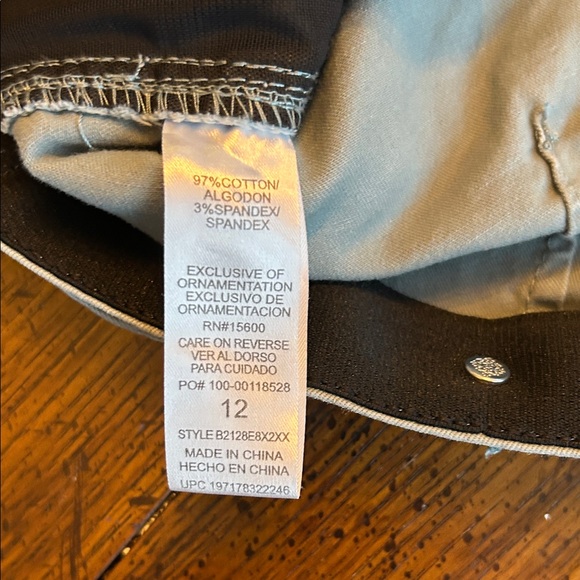 97%COTTON/
ALGODON
3%SPANDEX/
SPANDEX
EXCLUSIVE OF
ORNAMENTATION
EXCLUSIVO DE
ORNAMENTACION
RN#15600
CARE ON REVERSE
VER AL DORSO
PARA CUIDADO
PO# 100-00118528
12
STYLE B2128E8X2XX
MADE IN CHINA
HECHO EN CHINA
UPC 197178322246